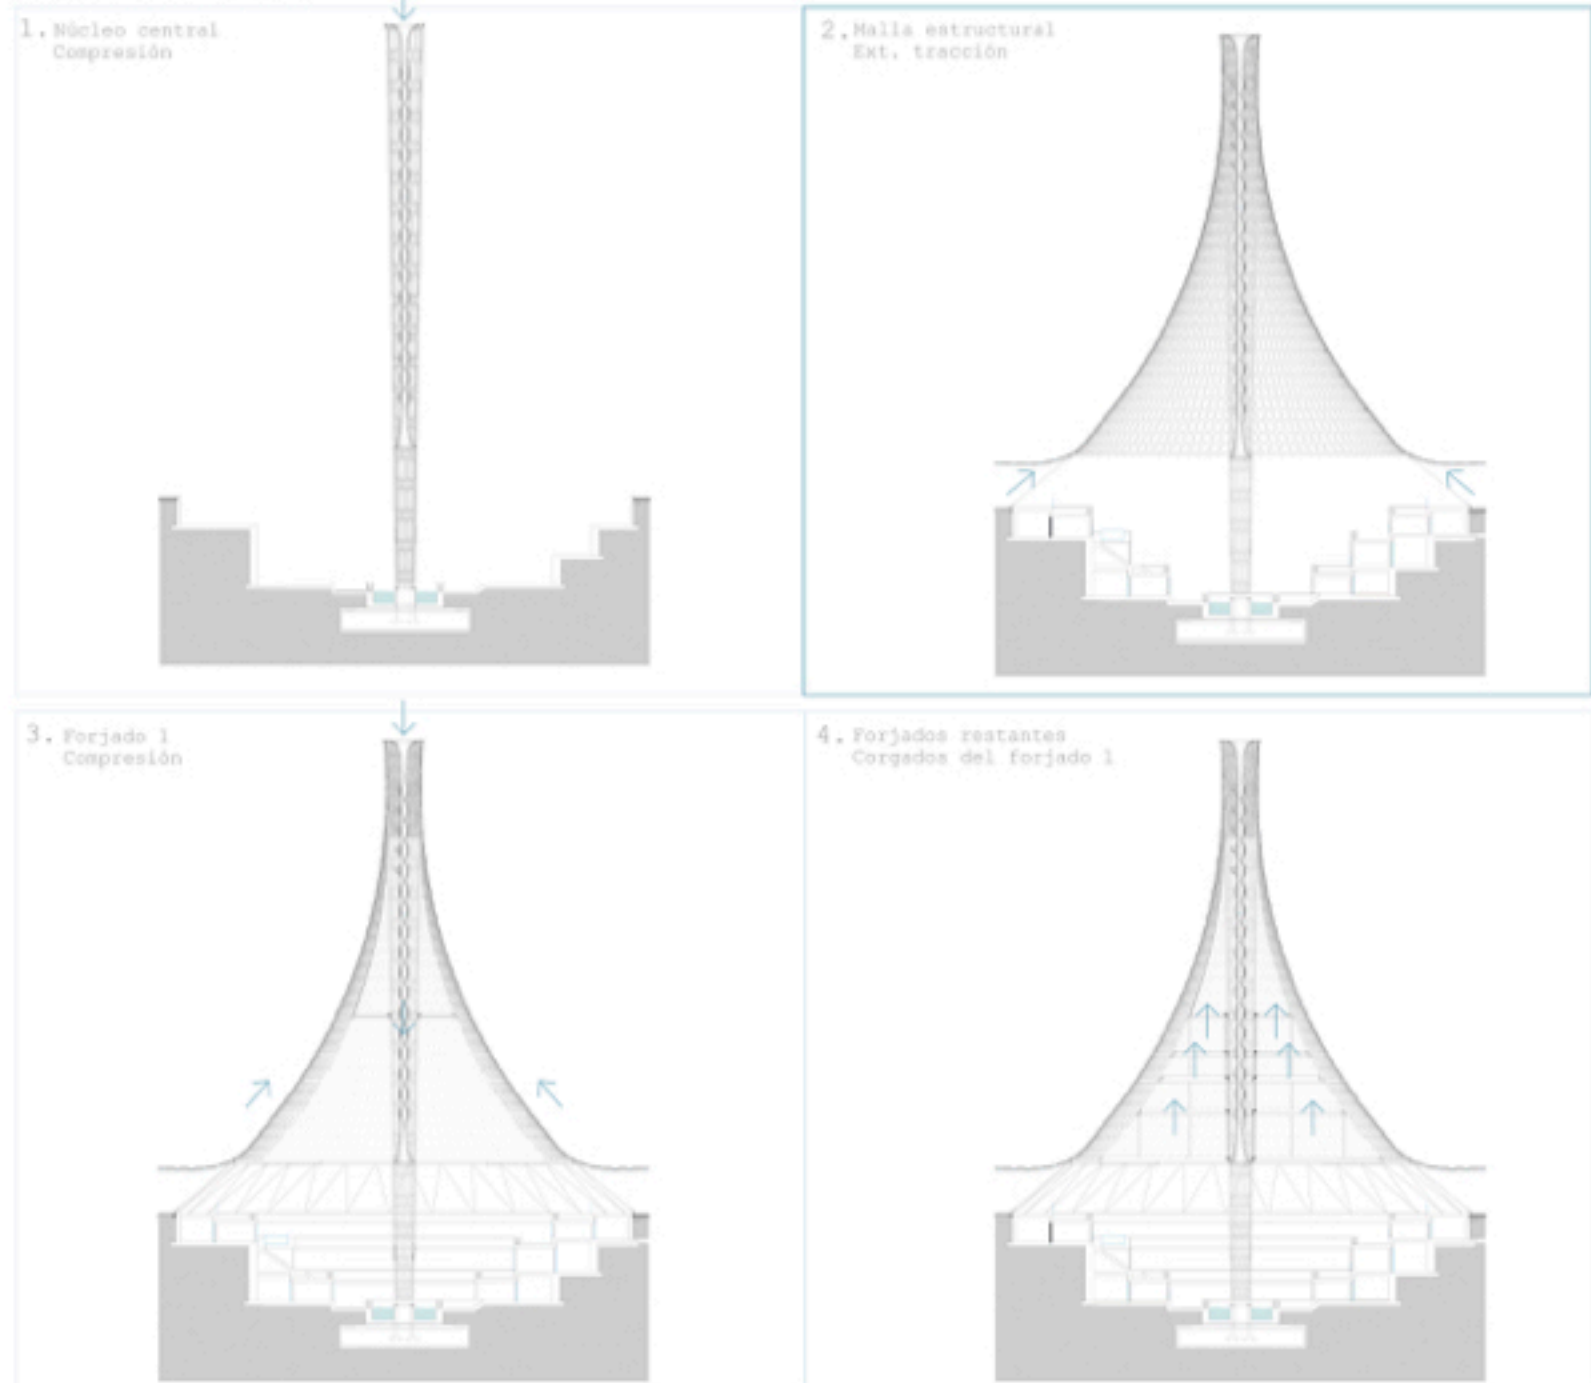 1. Núcleo central
Compresión
2. Malla estructural
Ext. tracción
3. Forjado 1
Compresión
4. Forjados restantes
Corgados del forjado 1